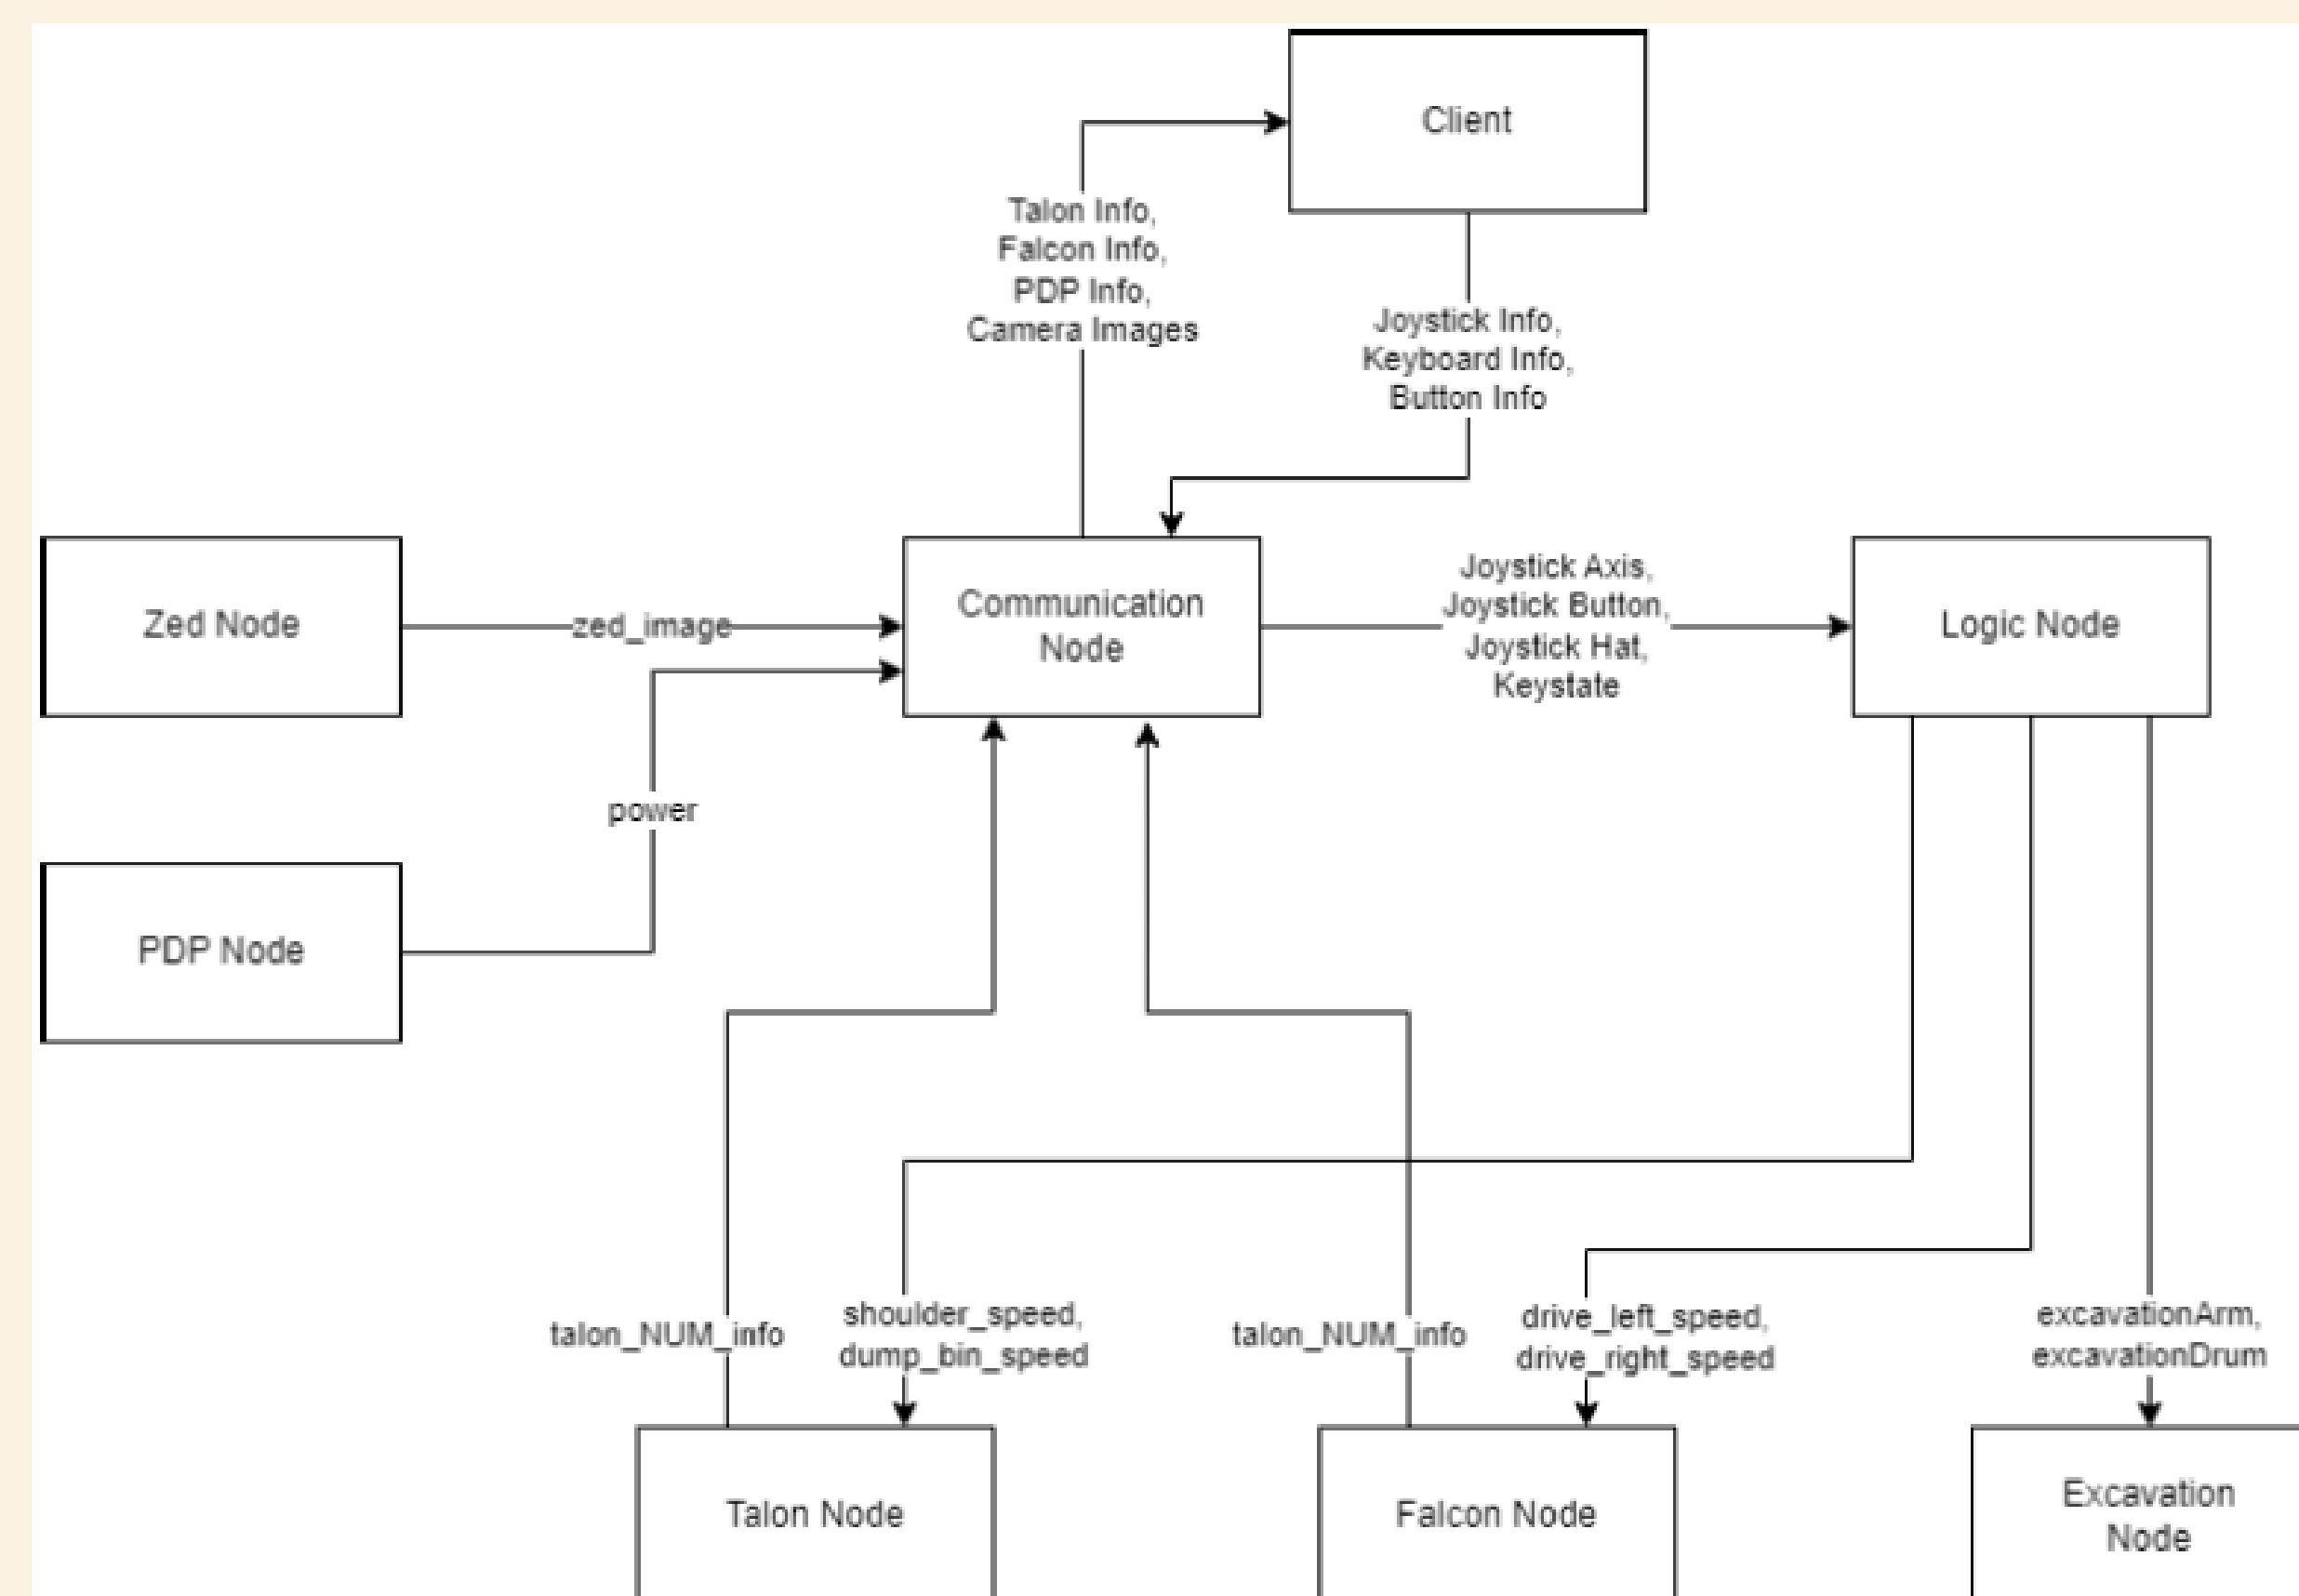 Client
Talon Info,
Falcon Info,
PDP Info,
Camera Images
Joystick Info,
Keyboard Info,
Button Info
Zed Node
zed_image
Communication
Node
Joystick Axis,
Joystick Button,
Joystick Hat,
Keystate
Logic Node
power
PDP Node
talon_NUM_info
shoulder_speed,
dump_bin_speed
talon_NUM_info
drive_left_speed,
drive_right_speed
excavationArm,
excavationDrum
Talon Node
Falcon Node
Excavation
Node